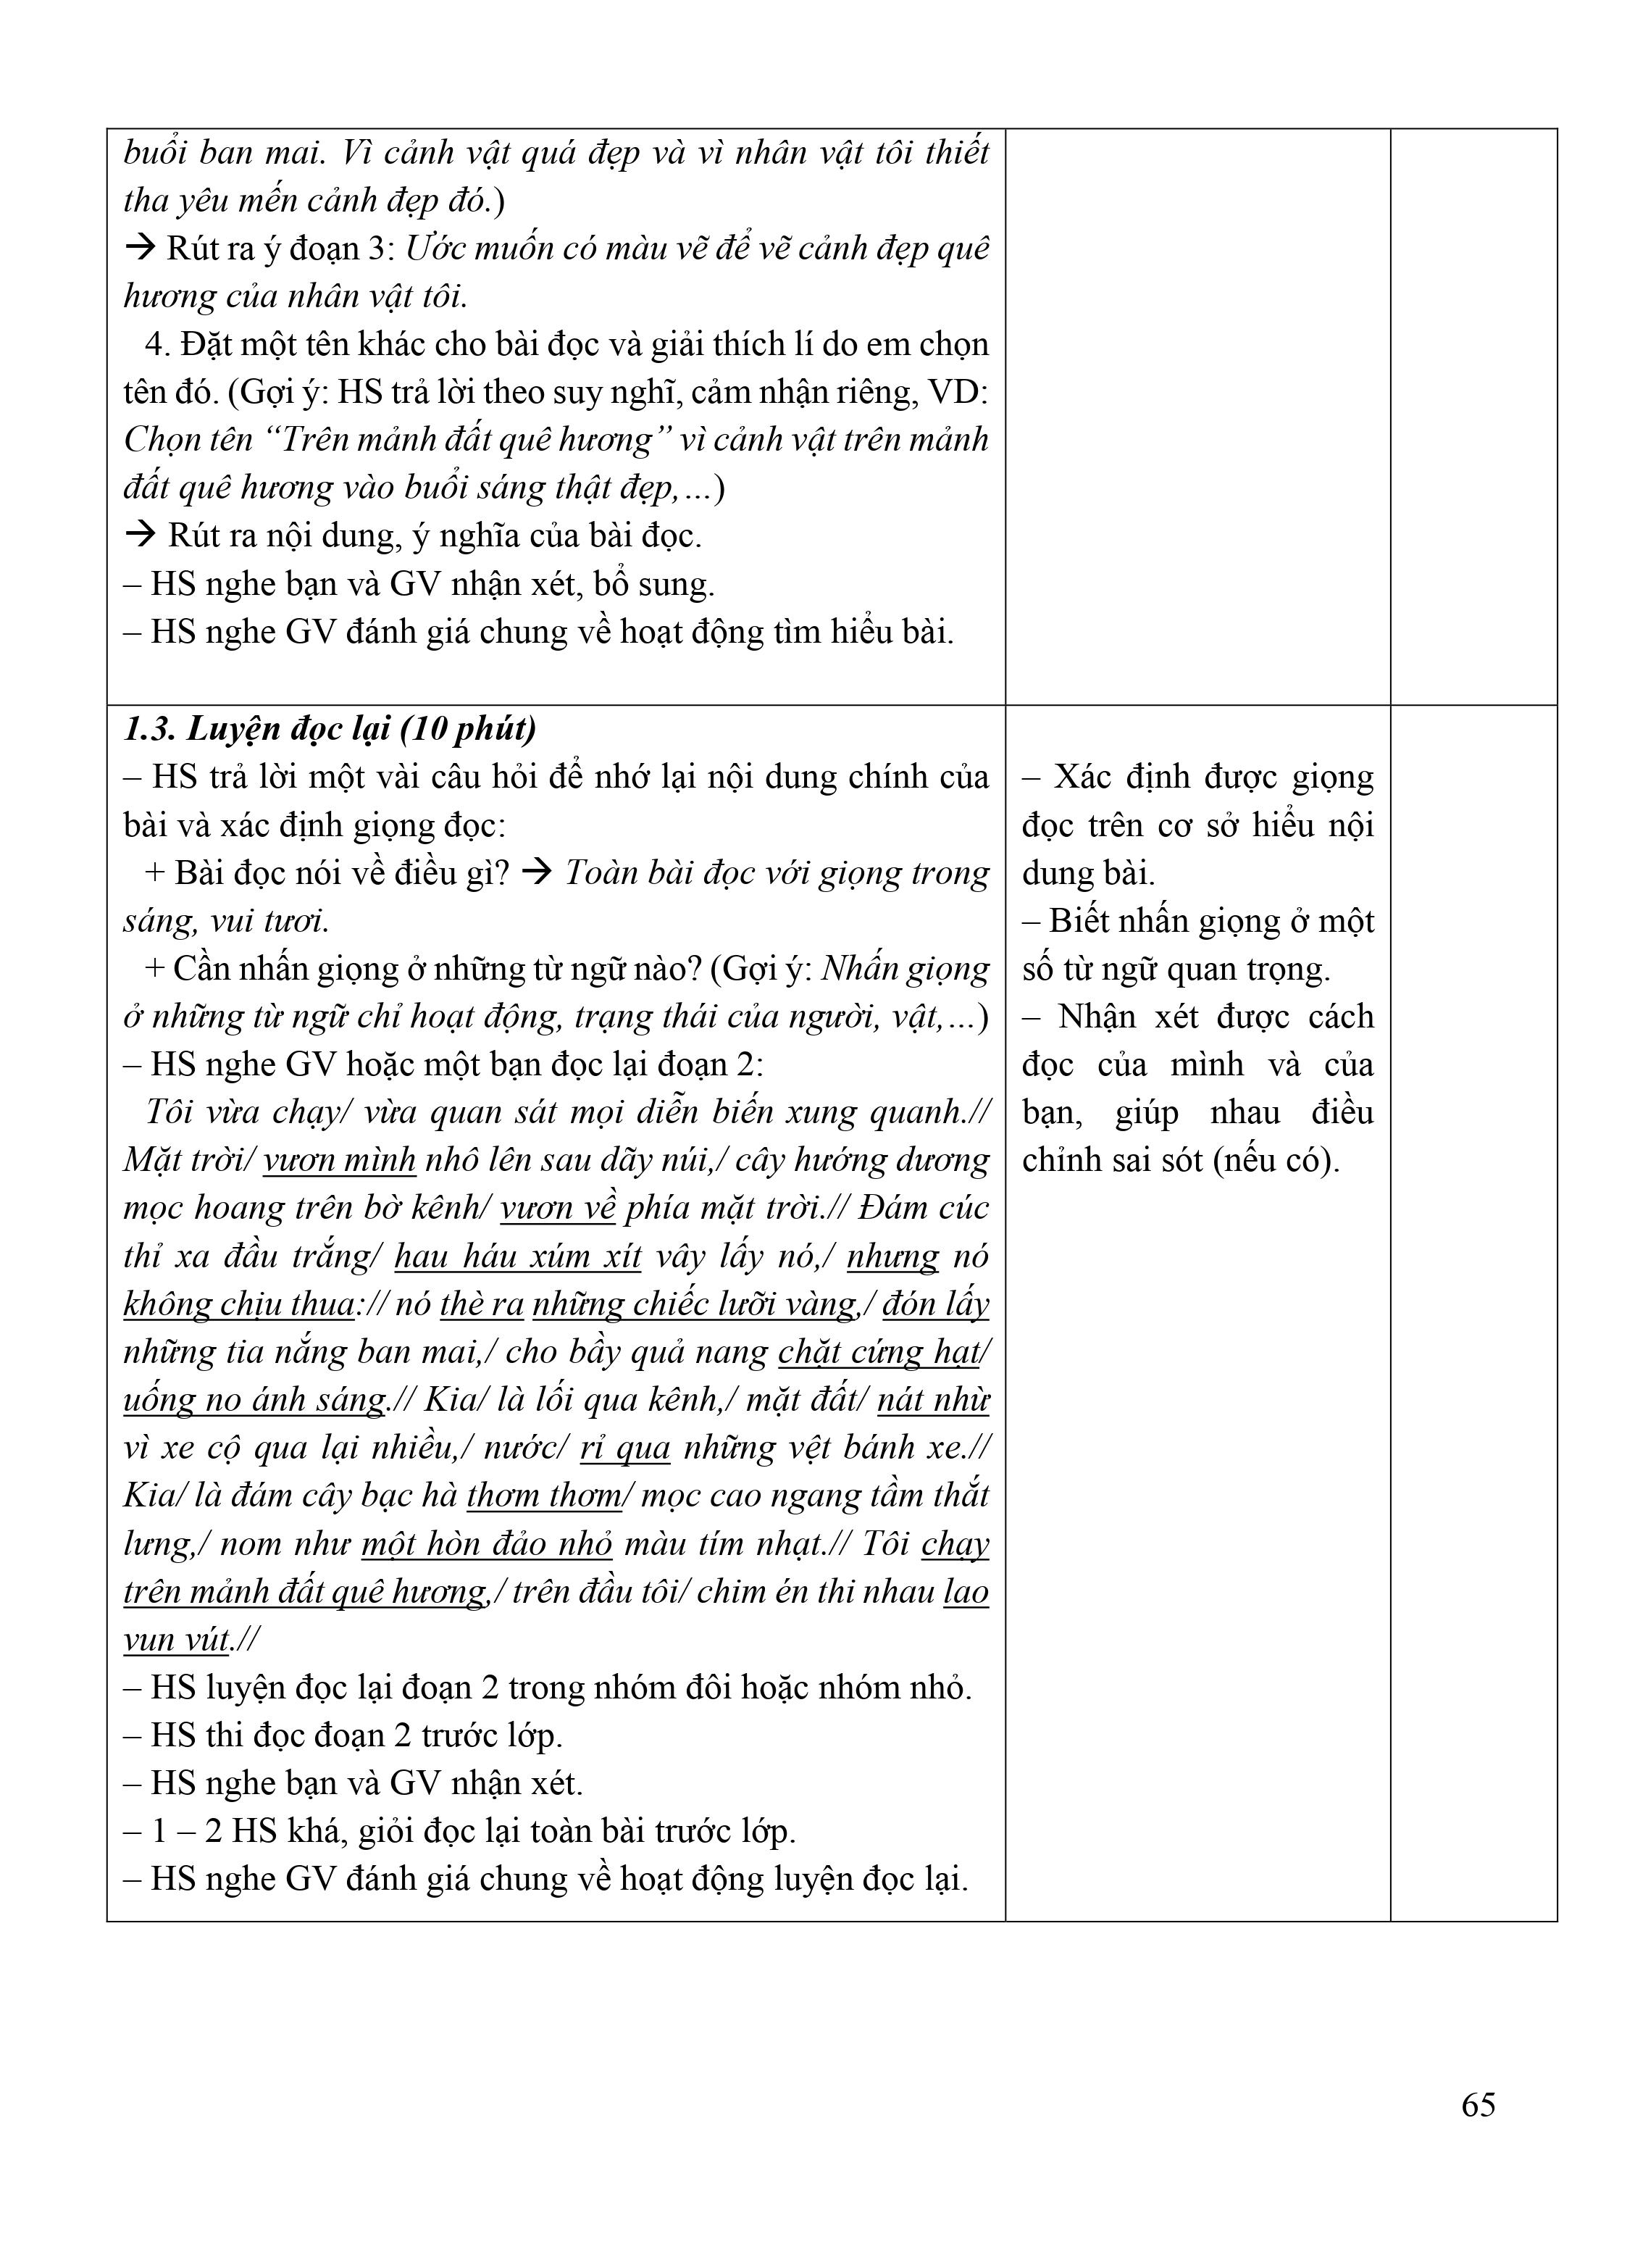 buổi ban mai. Vì cảnh vật quá đẹp và vì nhân vật tôi thiết
tha yêu mến cảnh đẹp đó.)
→ Rút ra ý đoạn 3: Ước muốn có màu vẽ để vẽ cảnh đẹp quê
hương của nhân vật tôi.
4. Đặt một tên khác cho bài đọc và giải thích lí do em chọn
tên đó. (Gợi ý: HS trả lời theo suy nghĩ, cảm nhận riêng, VD:
Chọn tên “Trên mảnh đất quê hương” vì cảnh vật trên mảnh
đất quê hương vào buổi sáng thật đẹp,…)
→ Rút ra nội dung, ý nghĩa của bài đọc.
– HS nghe bạn và GV nhận xét, bổ sung.
– HS nghe GV đánh giá chung về hoạt động tìm hiểu bài.
1.3. Luyện đọc lại (10 phút)
– HS trả lời một vài câu hỏi để nhớ lại nội dung chính của
bài và xác định giọng đọc:
+ Bài đọc nói về điều gì? → Toàn bài đọc với giọng trong
sáng, vui tươi.
+ Cần nhấn giọng ở những từ ngữ nào? (Gợi ý: Nhấn giọng
ở những từ ngữ chỉ hoạt động, trạng thái của người, vật,…)
– HS nghe GV hoặc một bạn đọc lại đoạn 2:
Tôi vừa chạy/ vừa quan sát mọi diễn biến xung quanh.//
Mặt trời/ vươn mình nhô lên sau dãy núi,/ cây hướng dương
mọc hoang trên bờ kênh/ vươn về phía mặt trời.// Đám cúc
thỉ xa đầu trắng/ hau háu xúm xít vây lấy nó,/ nhưng nó
không chịu thua:// nó thè ra những chiếc lưỡi vàng,/ đón lấy
những tia nắng ban mai,/ cho bầy quả nang chặt cứng hạt/
uống no ánh sáng.// Kia/ là lối qua kênh,/ mặt đất/ nát nhừ
vì xe cộ qua lại nhiều,/ nước/ rỉ qua những vệt bánh xe.//
Kia/ là đám cây bạc hà thơm thơm/ mọc cao ngang tầm thắt
lưng,/ nom như một hòn đảo nhỏ màu tím nhạt.// Tôi chạy
trên mảnh đất quê hương,/ trên đầu tôi/ chim én thi nhau lao
vun vút.//
– HS luyện đọc lại đoạn 2 trong nhóm đôi hoặc nhóm nhỏ.
– HS thi đọc đoạn 2 trước lớp.
– HS nghe bạn và GV nhận xét.
– 1 – 2 HS khá, giỏi đọc lại toàn bài trước lớp.
– HS nghe GV đánh giá chung về hoạt động luyện đọc lại.
– Xác định được giọng
đọc trên cơ sở hiểu nội
dung bài.
– Biết nhấn giọng ở một
số từ ngữ quan trọng.
– Nhận xét được cách
đọc của mình và của
bạn, giúp nhau điều
chỉnh sai sót (nếu có).
65